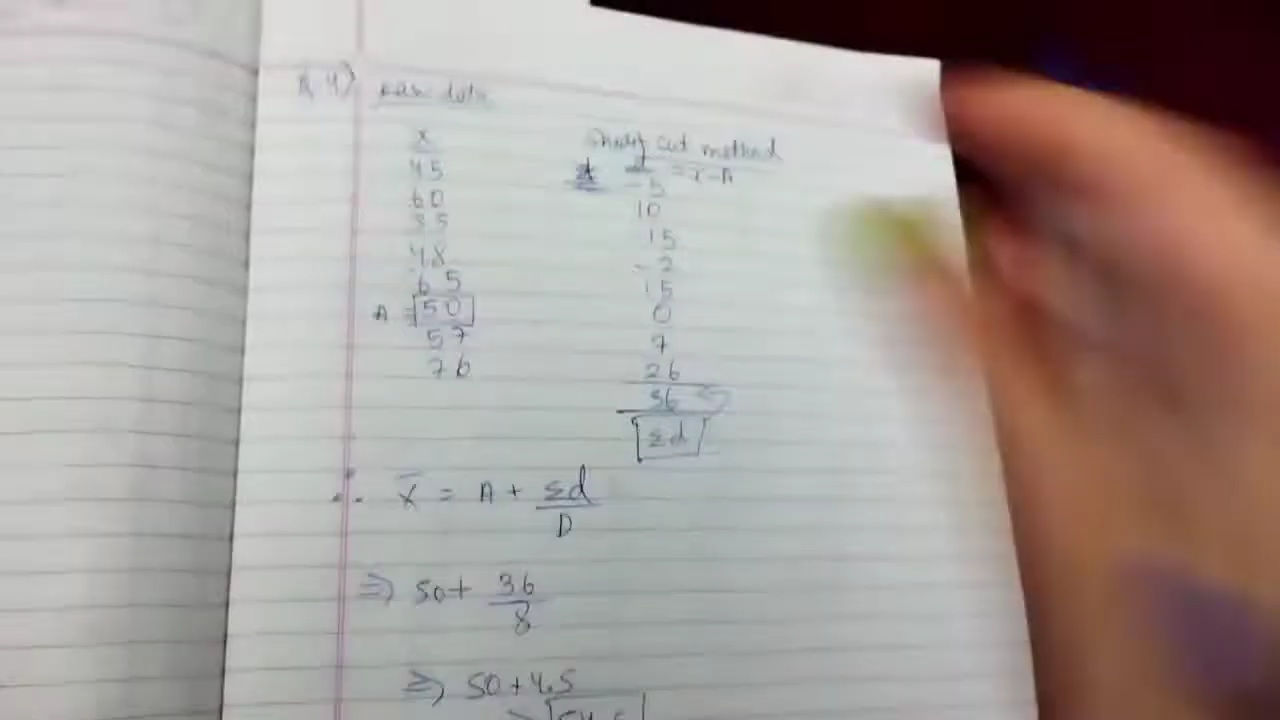 raw data
x
Short cut method
45
d = x-A
-5
60
10
35
15
48
-2
65
15
A = 50
0
57
7
76
26
36
Σd
∴ x̄ = A + Σd/D
⇒ 50 + 36/8
⇒ 50 + 4.5